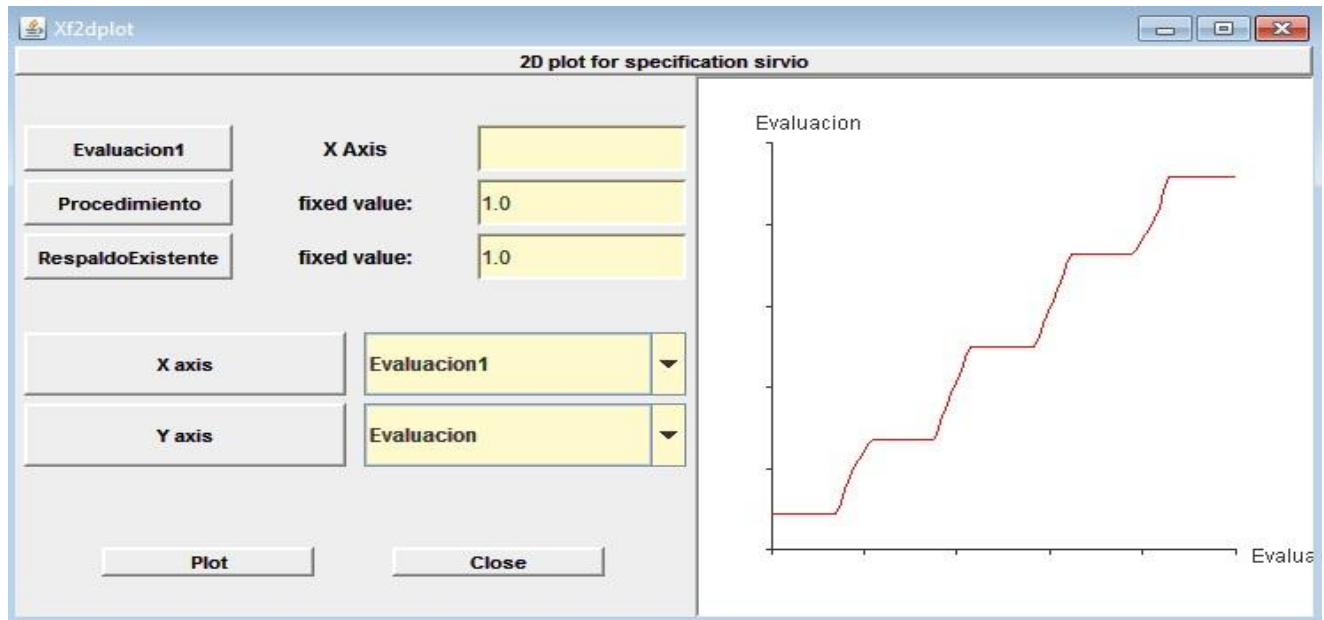 Xf2dplot
2D plot for specification sirvio
Evaluacion1 X Axis
Procedimiento fixed value: 1.0
RespaldoExistente fixed value: 1.0
X axis Evaluacion1
Y axis Evaluacion
Plot Close
Evaluacion
Evalua